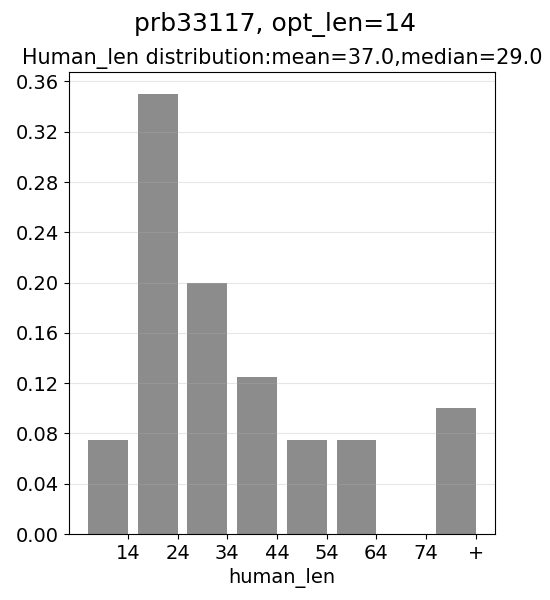 prb33117, opt_len=14
Human_len distribution:mean=37.0,median=29.0
0.36
0.32
0.28
0.24
0.20
0.16
0.12
0.08
0.04
0.00
14 24 34 44 54 64 74 +
human_len